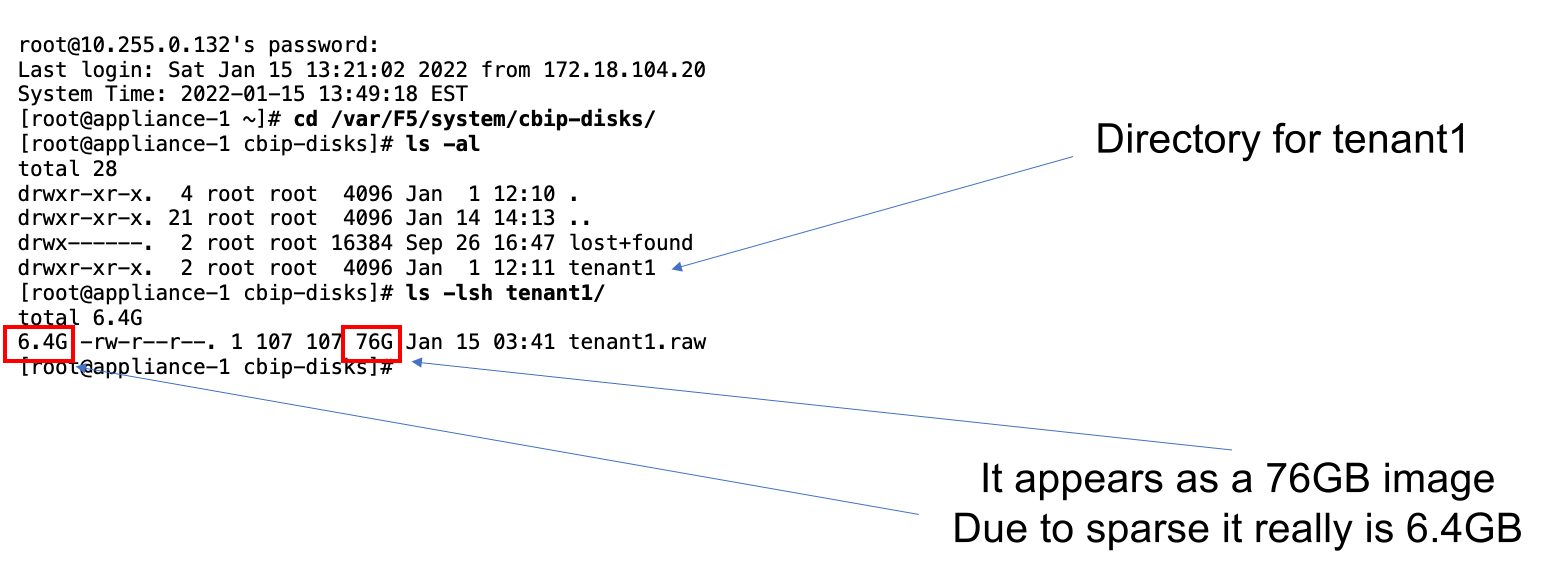 root@10.255.0.132's password:
Last login: Sat Jan 15 13:21:02 2022 from 172.18.104.20
System Time: 2022-01-15 13:49:18 EST
[root@appliance-1 ~]# cd /var/F5/system/cbip-disks/
[root@appliance-1 cbip-disks]# ls -al
total 28
drwxr-xr-x.  4 root root  4096 Jan  1 12:10 .
drwxr-xr-x. 21 root root  4096 Jan 14 14:13 ..
drwx------.  2 root root 16384 Sep 26 16:47 lost+found
drwxr-xr-x.  2 root root  4096 Jan  1 12:11 tenant1
[root@appliance-1 cbip-disks]# ls -lsh tenant1/
total 6.4G
6.4G -rw-r--r--. 1 107 107 76G Jan 15 03:41 tenant1.raw
[root@appliance-1 cbip-disks]#
Directory for tenant1
It appears as a 76GB image
Due to sparse it really is 6.4GB